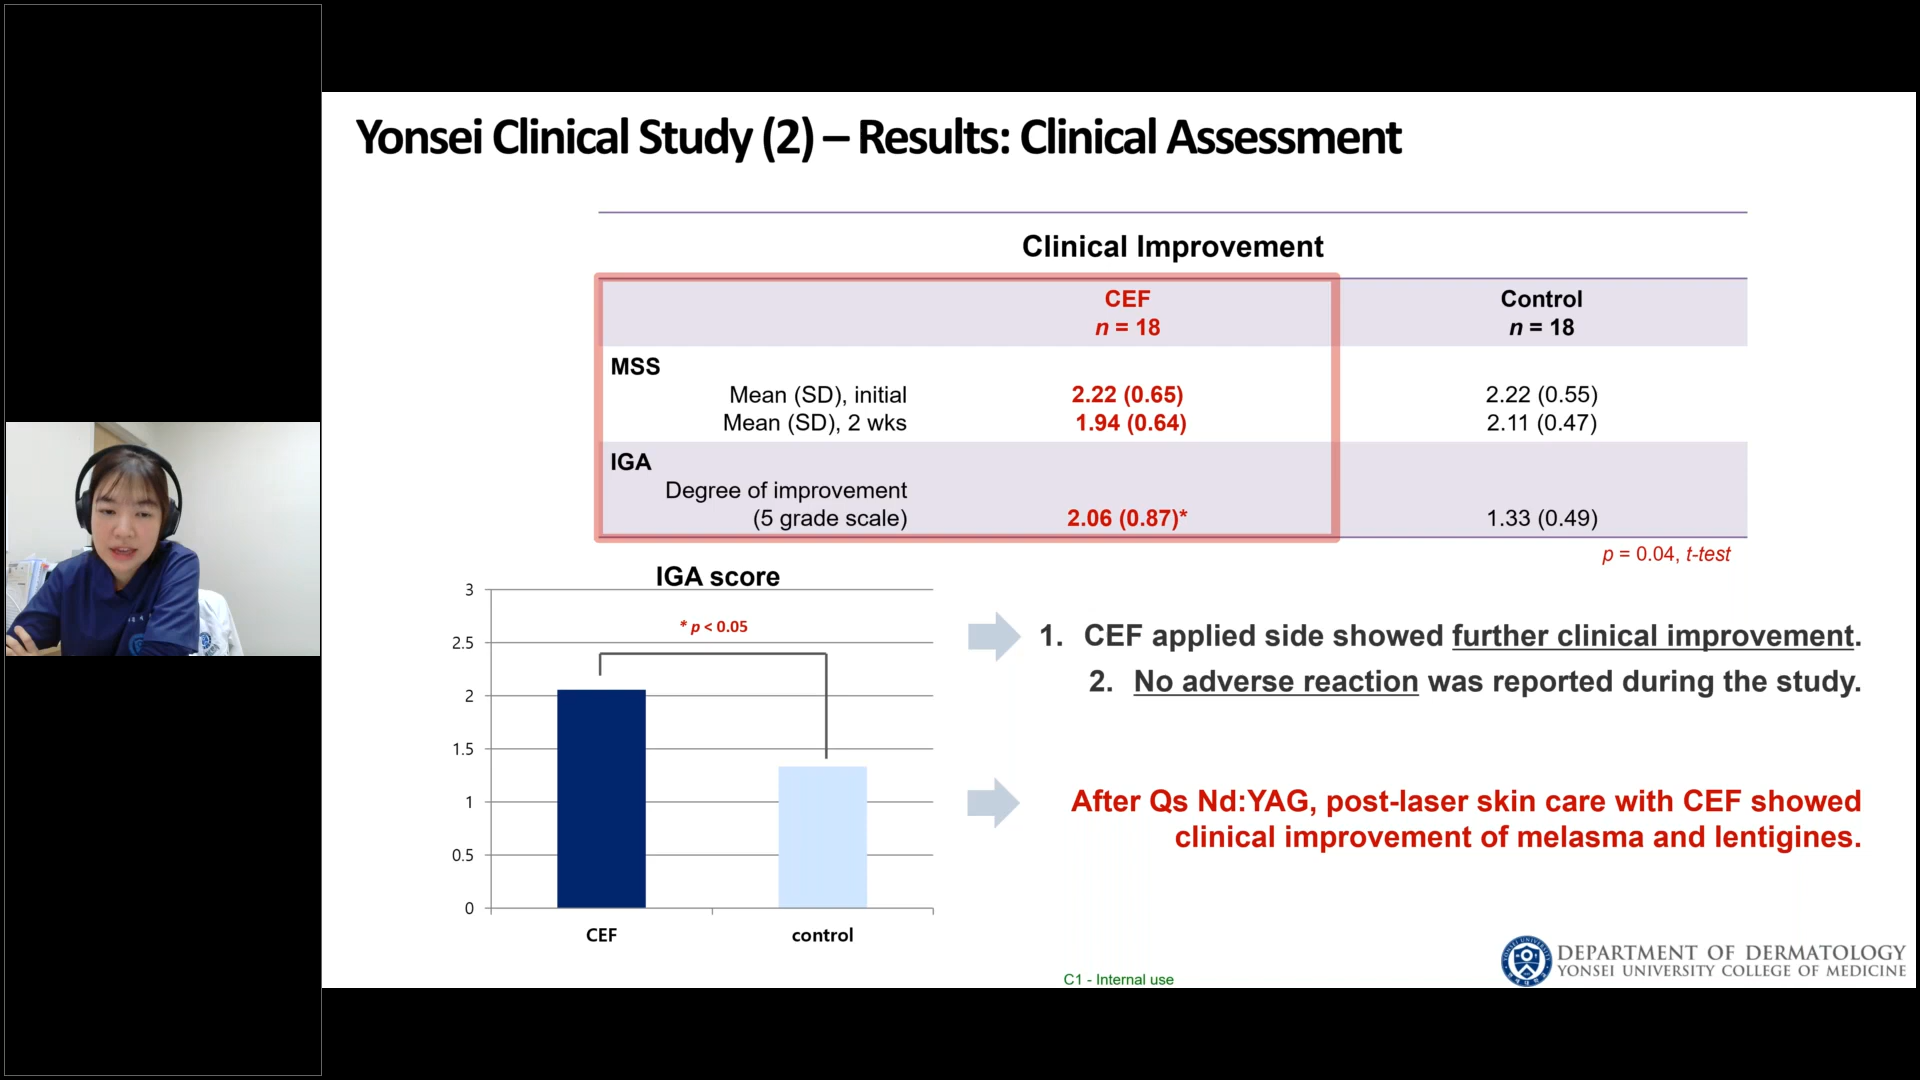 Yonsei Clinical Study (2) – Results: Clinical Assessment
Clinical Improvement
CEF
n = 18
Control
n = 18
MSS
Mean (SD), initial 2.22 (0.65) 2.22 (0.55)
Mean (SD), 2 wks 1.94 (0.64) 2.11 (0.47)
IGA
Degree of improvement
(5 grade scale) 2.06 (0.87)* 1.33 (0.49)
p = 0.04, t-test
IGA score
* p < 0.05
3
2.5
2
1.5
1
0.5
0
CEF
control
1. CEF applied side showed further clinical improvement.
2. No adverse reaction was reported during the study.
After Qs Nd:YAG, post-laser skin care with CEF showed
clinical improvement of melasma and lentigines.
DEPARTMENT OF DERMATOLOGY
YONSEI UNIVERSITY COLLEGE OF MEDICINE
C1 - Internal use